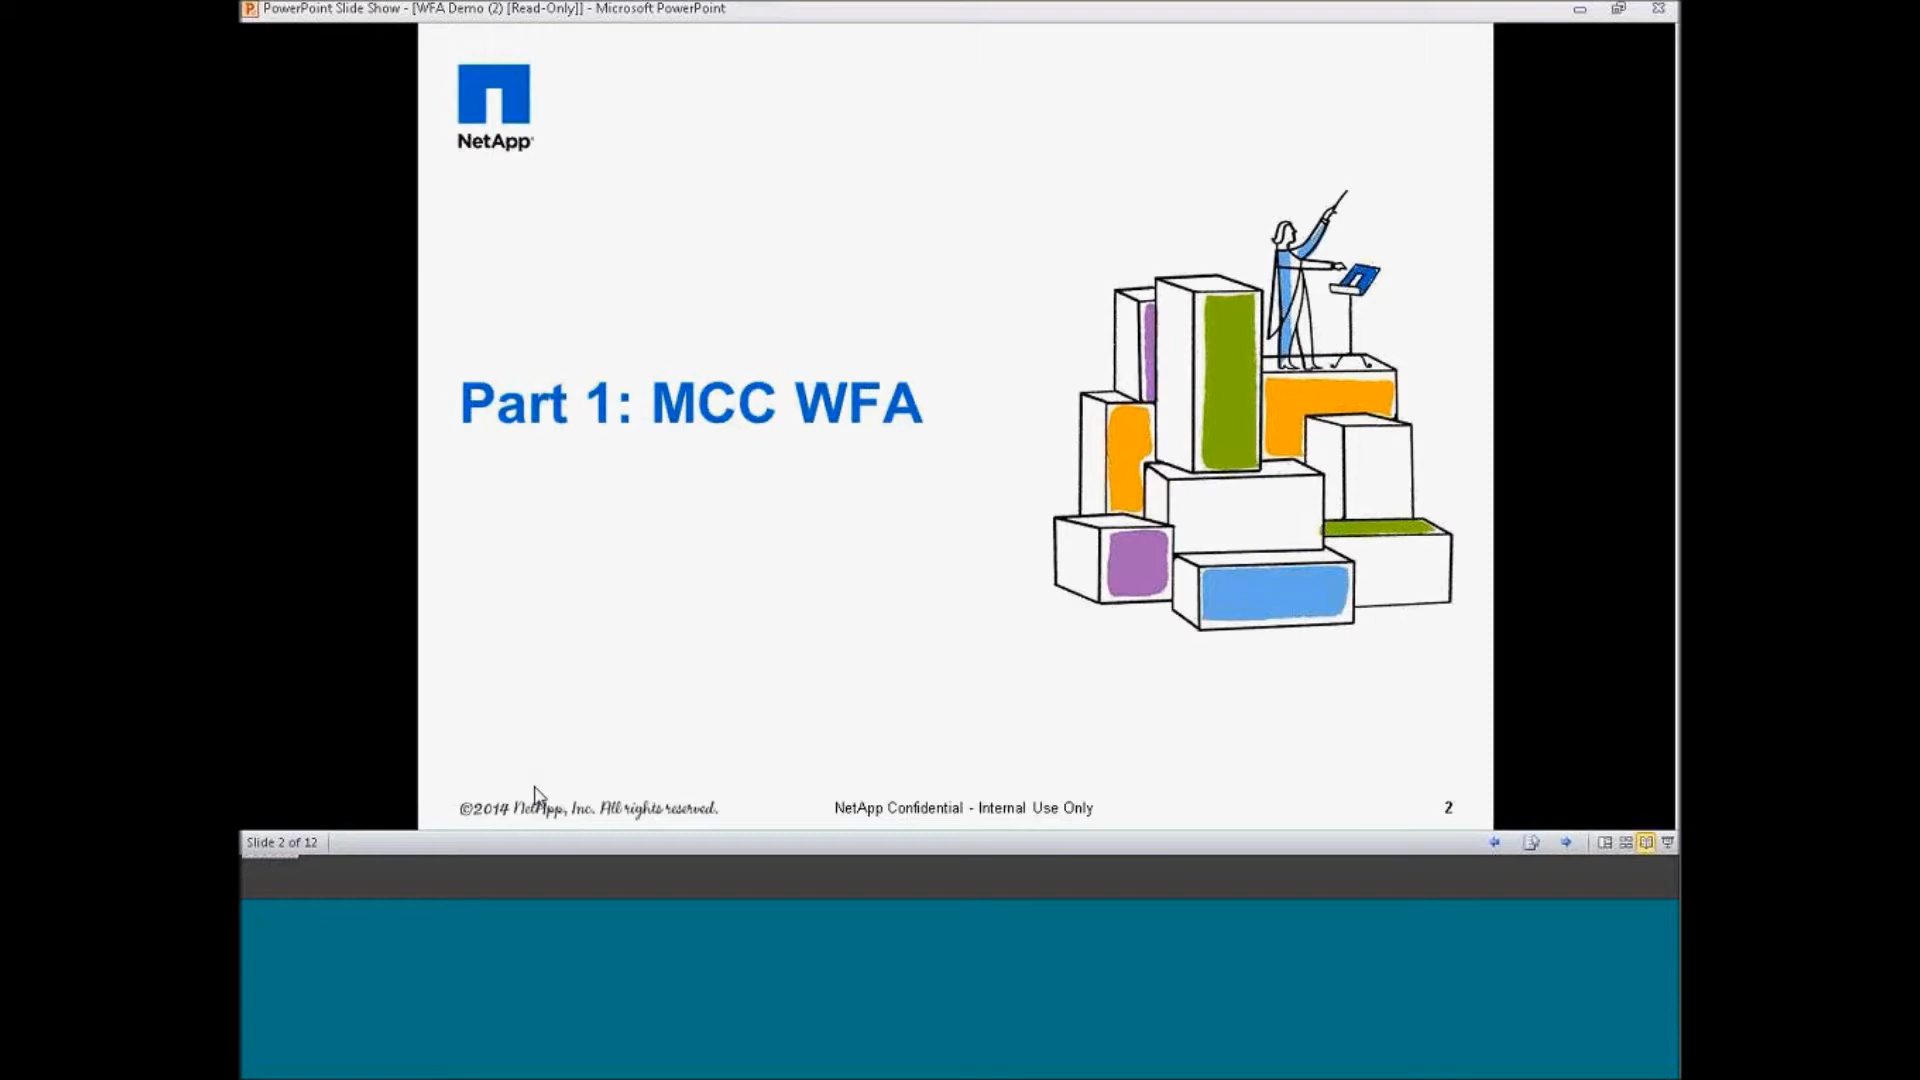 PowerPoint Slide Show - [WFA Demo (2) [Read-Only]] - Microsoft PowerPoint
NetApp
Part 1: MCC WFA
©2014 NetApp, Inc. All rights reserved.
NetApp Confidential - Internal Use Only
2
Slide 2 of 12